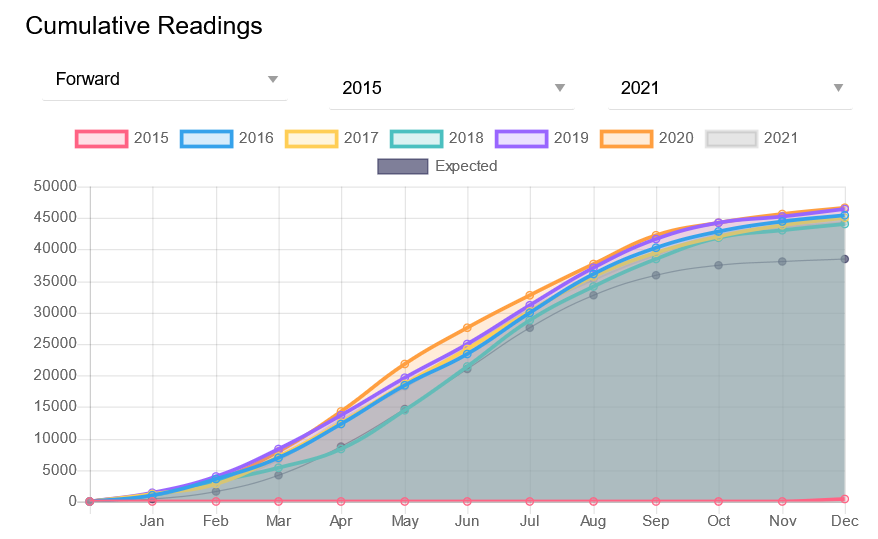 Cumulative Readings
Forward
2015
2021
2015 2016 2017 2018 2019 2020 2021
Expected
50000
45000
40000
35000
30000
25000
20000
15000
10000
5000
0
Jan Feb Mar Apr May Jun Jul Aug Sep Oct Nov Dec